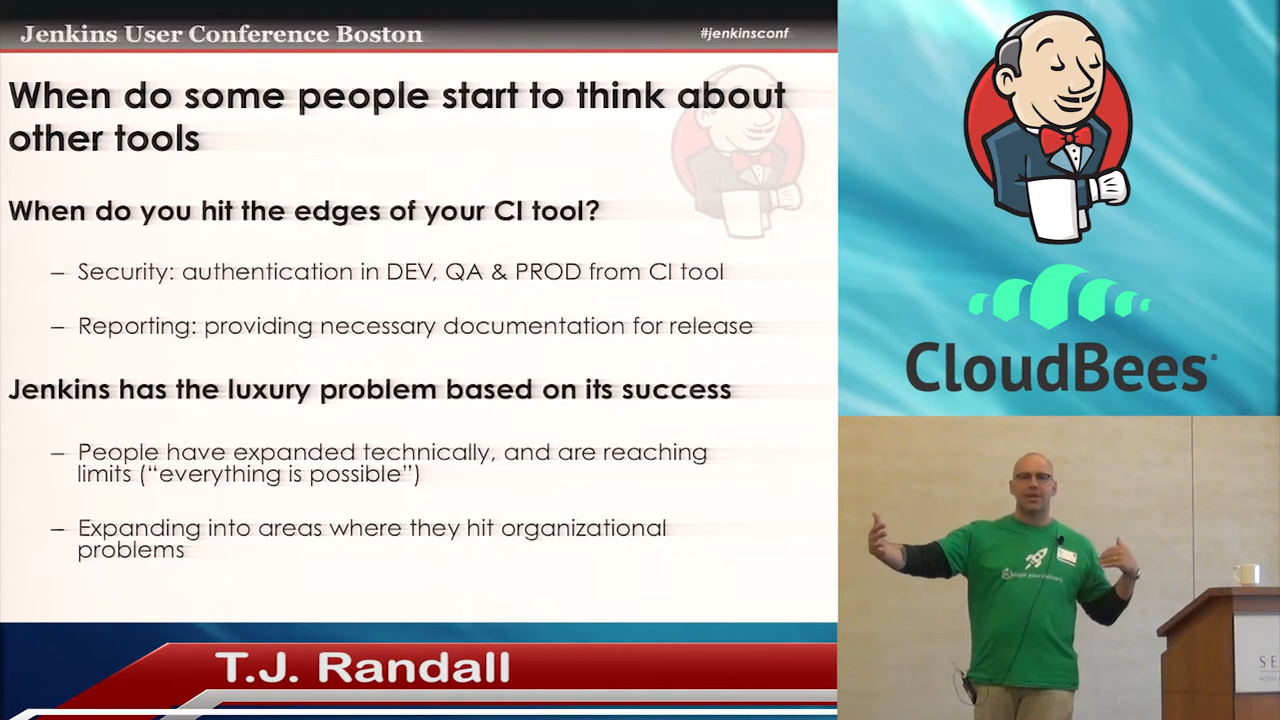 Jenkins User Conference Boston
#jenkinsconf
When do some people start to think about
other tools
When do you hit the edges of your CI tool?
– Security: authentication in DEV, QA & PROD from CI tool
– Reporting: providing necessary documentation for release
Jenkins has the luxury problem based on its success
– People have expanded technically, and are reaching
limits (“everything is possible”)
– Expanding into areas where they hit organizational
problems
T.J. Randall
CloudBees®